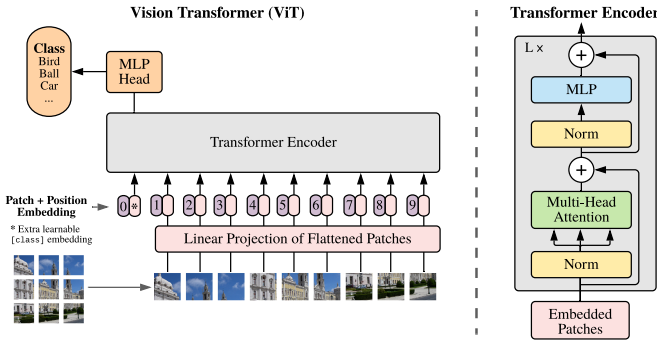 Vision Transformer (ViT)
Class
Bird
Ball
Car
...
MLP
Head
Transformer Encoder
Patch + Position
Embedding
0 * 1 2 3 4 5 6 7 8 9
* Extra learnable
[class] embedding
Linear Projection of Flattened Patches
Transformer Encoder
L ×
+
MLP
Norm
+
Multi-Head
Attention
Norm
Embedded
Patches